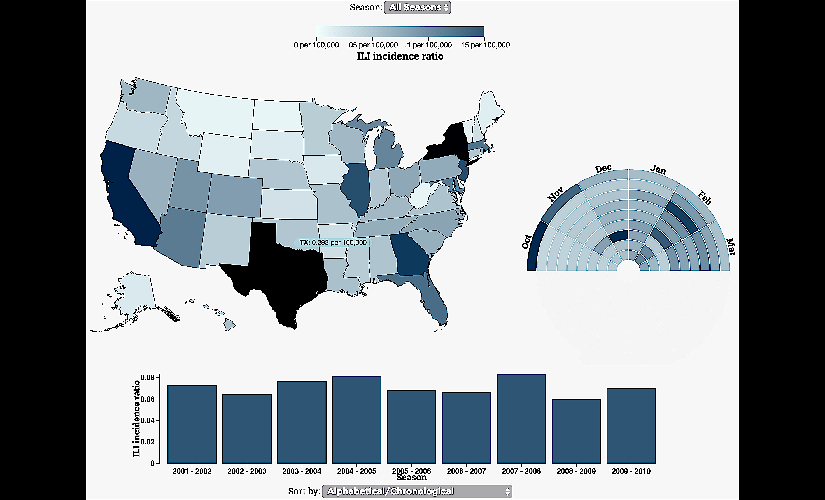 Season: All Seasons
0 per 100,000 .05 per 100,000 .1 per 100,000 .15 per 100,000
ILI incidence ratio
TX: 0.293 per 100,000
Oct
Nov
Dec
Jan
Feb
Mar
ILI incidence ratio
0.08
0.06
0.04
0.02
0
2001 - 2002 2002 - 2003 2003 - 2004 2004 - 2005 2005 - 2006 2006 - 2007 2007 - 2008 2008 - 2009 2009 - 2010
Season
Sort by: Alphabetical/Chronological